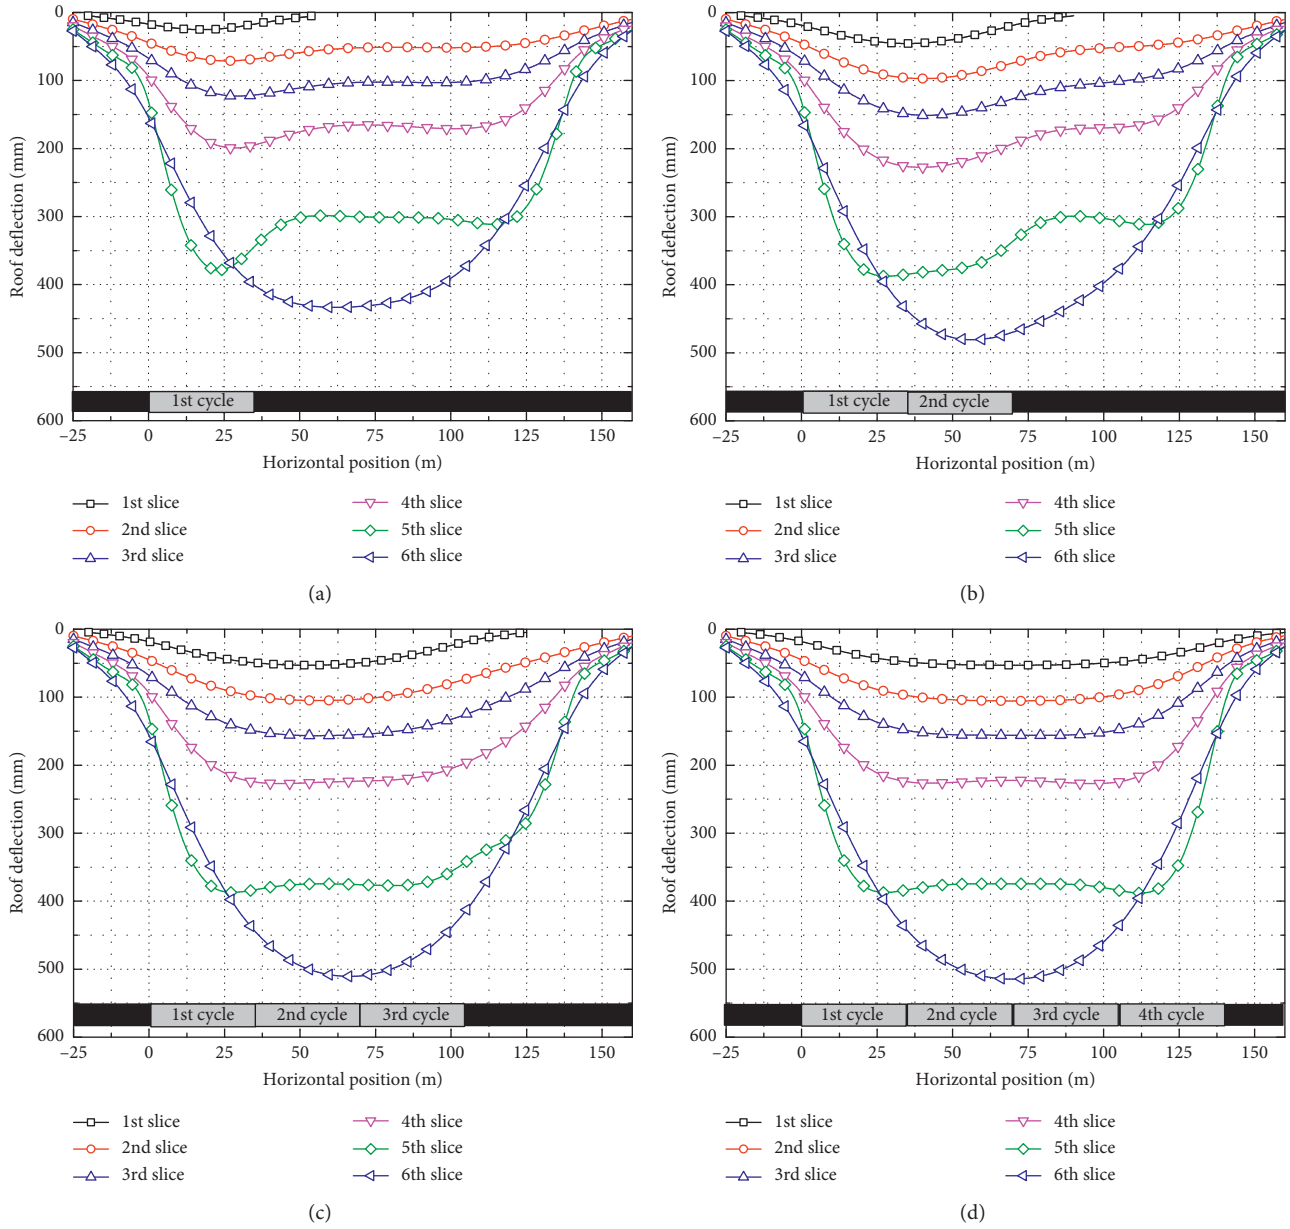 0
100
200
300
400
500
600
Roof deflection (mm)
1st cycle
–25 0 25 50 75 100 125 150
Horizontal position (m)
1st slice
2nd slice
3rd slice
4th slice
5th slice
6th slice
(a)
0
100
200
300
400
500
600
Roof deflection (mm)
1st cycle 2nd cycle
–25 0 25 50 75 100 125 150
Horizontal position (m)
1st slice
2nd slice
3rd slice
4th slice
5th slice
6th slice
(b)
0
100
200
300
400
500
600
Roof deflection (mm)
1st cycle 2nd cycle 3rd cycle
–25 0 25 50 75 100 125 150
Horizontal position (m)
1st slice
2nd slice
3rd slice
4th slice
5th slice
6th slice
(c)
0
100
200
300
400
500
600
Roof deflection (mm)
1st cycle 2nd cycle 3rd cycle 4th cycle
–25 0 25 50 75 100 125 150
Horizontal position (m)
1st slice
2nd slice
3rd slice
4th slice
5th slice
6th slice
(d)